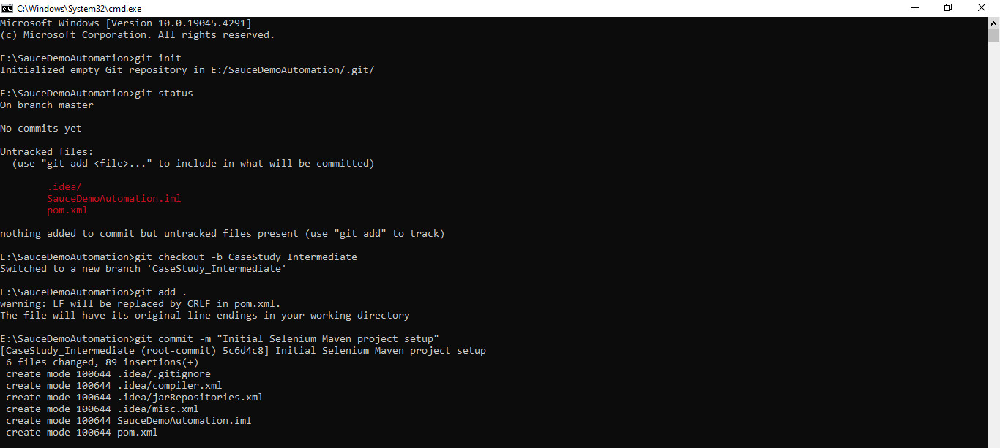 C:\Windows\System32\cmd.exe
Microsoft Windows [Version 10.0.19045.4291]
(c) Microsoft Corporation. All rights reserved.
E:\SauceDemoAutomation>git init
Initialized empty Git repository in E:/SauceDemoAutomation/.git/
E:\SauceDemoAutomation>git status
On branch master
No commits yet
Untracked files:
(use "git add <file>..." to include in what will be committed)
.idea/
SauceDemoAutomation.iml
pom.xml
nothing added to commit but untracked files present (use "git add" to track)
E:\SauceDemoAutomation>git checkout -b CaseStudy_Intermediate
Switched to a new branch 'CaseStudy_Intermediate'
E:\SauceDemoAutomation>git add .
warning: LF will be replaced by CRLF in pom.xml.
The file will have its original line endings in your working directory
E:\SauceDemoAutomation>git commit -m "Initial Selenium Maven project setup"
[CaseStudy_Intermediate (root-commit) 5c6d4c8] Initial Selenium Maven project setup
6 files changed, 89 insertions(+)
create mode 100644 .idea/.gitignore
create mode 100644 .idea/compiler.xml
create mode 100644 .idea/jarRepositories.xml
create mode 100644 .idea/misc.xml
create mode 100644 SauceDemoAutomation.iml
create mode 100644 pom.xml